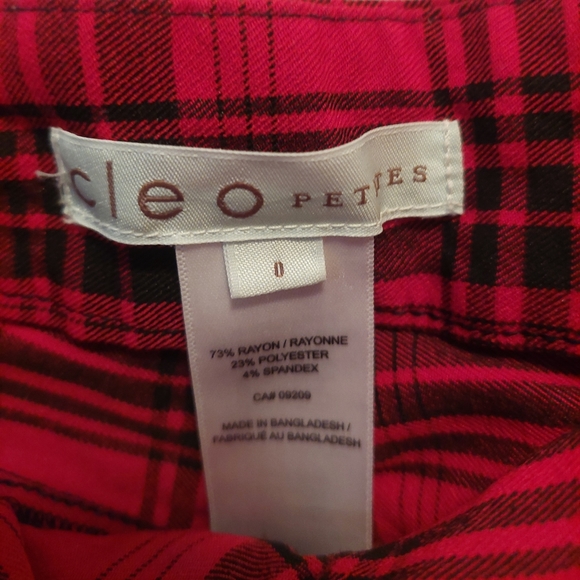 cleo PETITES
0
73% RAYON / RAYONNE
23% POLYESTER
4% SPANDEX
CA# 09209
MADE IN BANGLADESH /
FABRIQUÉ AU BANGLADESH